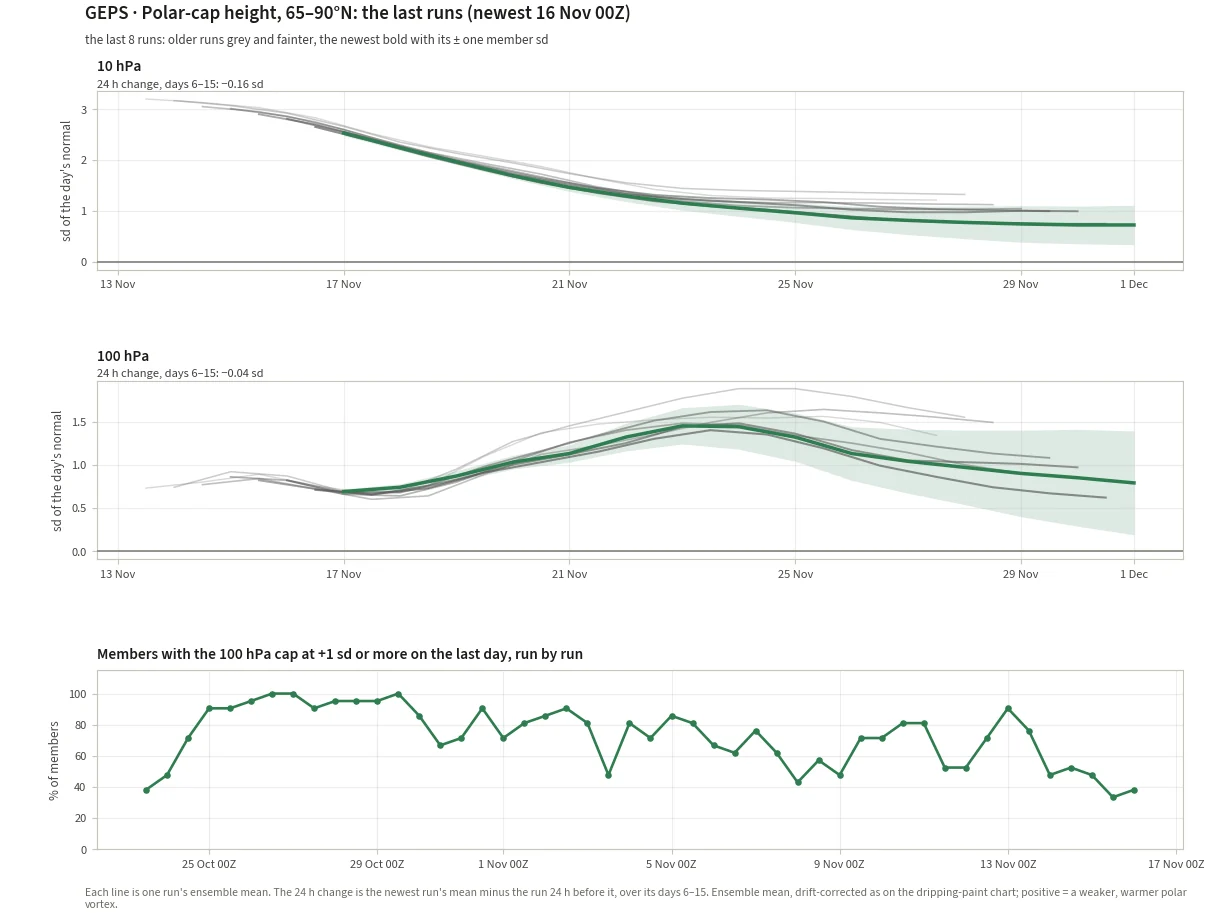 GEPS · Polar-cap height, 65–90°N: the last runs (newest 16 Nov 00Z)
the last 8 runs: older runs grey and fainter, the newest bold with its ± one member sd
10 hPa
24 h change, days 6–15: −0.16 sd
sd of the day's normal
3
2
1
0
13 Nov
17 Nov
21 Nov
25 Nov
29 Nov
1 Dec
100 hPa
24 h change, days 6–15: −0.04 sd
sd of the day's normal
1.5
1.0
0.5
0.0
13 Nov
17 Nov
21 Nov
25 Nov
29 Nov
1 Dec
Members with the 100 hPa cap at +1 sd or more on the last day, run by run
% of members
100
80
60
40
20
0
25 Oct 00Z
29 Oct 00Z
1 Nov 00Z
5 Nov 00Z
9 Nov 00Z
13 Nov 00Z
17 Nov 00Z
Each line is one run's ensemble mean. The 24 h change is the newest run's mean minus the run 24 h before it, over its days 6–15. Ensemble mean, drift-corrected as on the dripping-paint chart; positive = a weaker, warmer polar
vortex.